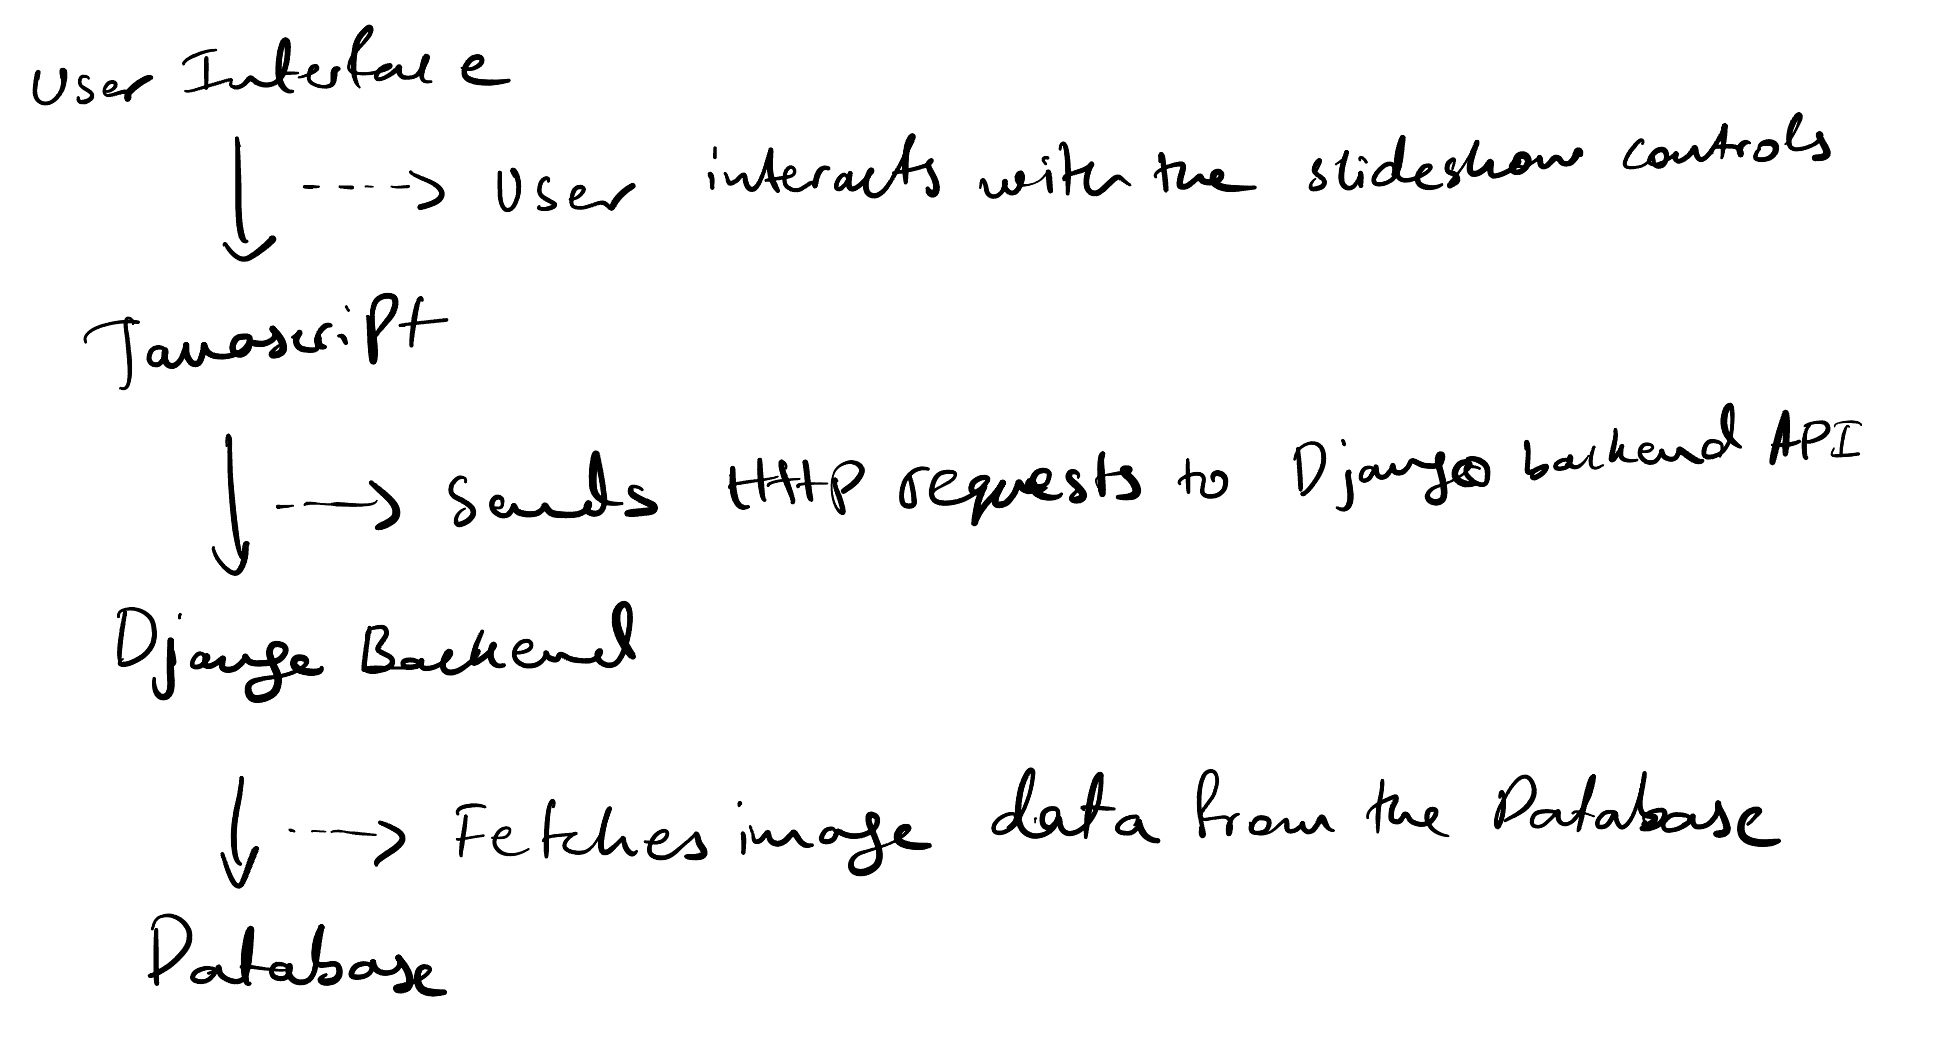 User Interface
User interacts with the slideshow controls
Javascript
Sends HTTP requests to Django backend API
Django Backend
Fetches image data from the Database
Database